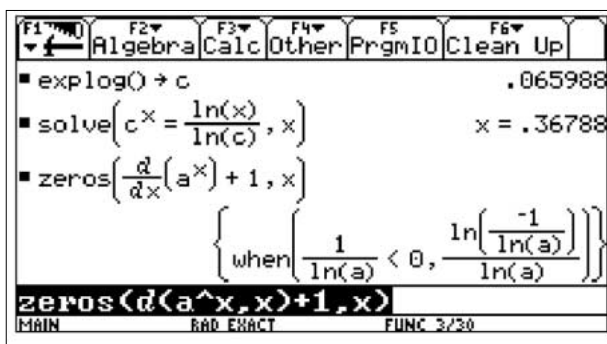 F1 F2 F3 F4 F5 F6
Algebra Calc Other PrgmIO Clean Up
▪ explog() → c .065988
▪ solve(c^x = ln(x)/ln(c), x) x = .36788
▪ zeros(d/dx(a^x) + 1, x)
{when(1/ln(a) < 0, ln(-1/ln(a))/ln(a))}
zeros(d(a^x,x)+1,x)
MAIN RAD EXACT FUNC 3/30